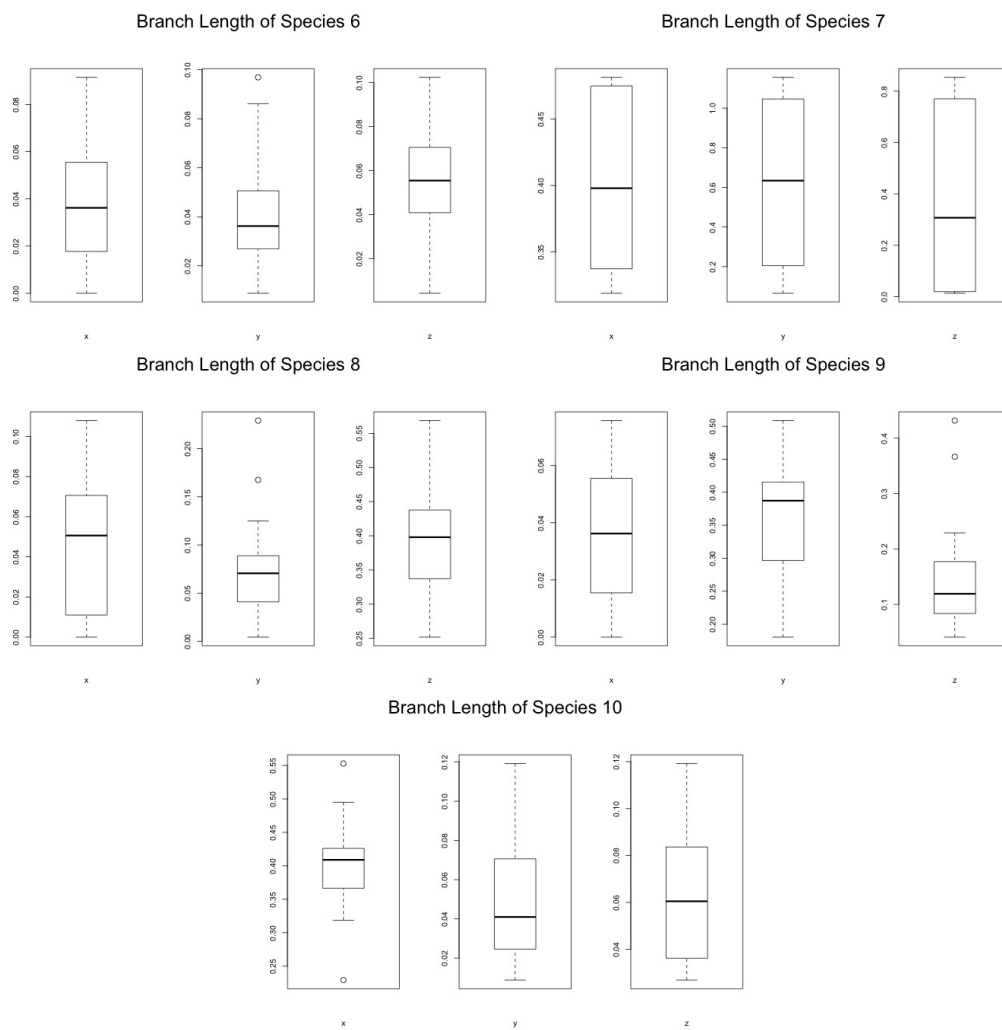 Branch Length of Species 6
0.00 0.02 0.04 0.06 0.08
x
0.02 0.04 0.06 0.08 0.10
y
0.02 0.04 0.06 0.08 0.10
z
Branch Length of Species 7
0.35 0.40 0.45
x
0.2 0.4 0.6 0.8 1.0
y
0.0 0.2 0.4 0.6 0.8
z
Branch Length of Species 8
0.00 0.02 0.04 0.06 0.08 0.10
x
0.00 0.05 0.10 0.15 0.20
y
0.25 0.30 0.35 0.40 0.45 0.50 0.55
z
Branch Length of Species 9
0.00 0.02 0.04 0.06
x
0.20 0.25 0.30 0.35 0.40 0.45 0.50
y
0.1 0.2 0.3 0.4
z
Branch Length of Species 10
0.25 0.30 0.35 0.40 0.45 0.50 0.55
x
0.02 0.04 0.06 0.08 0.10 0.12
y
0.04 0.06 0.08 0.10 0.12
z